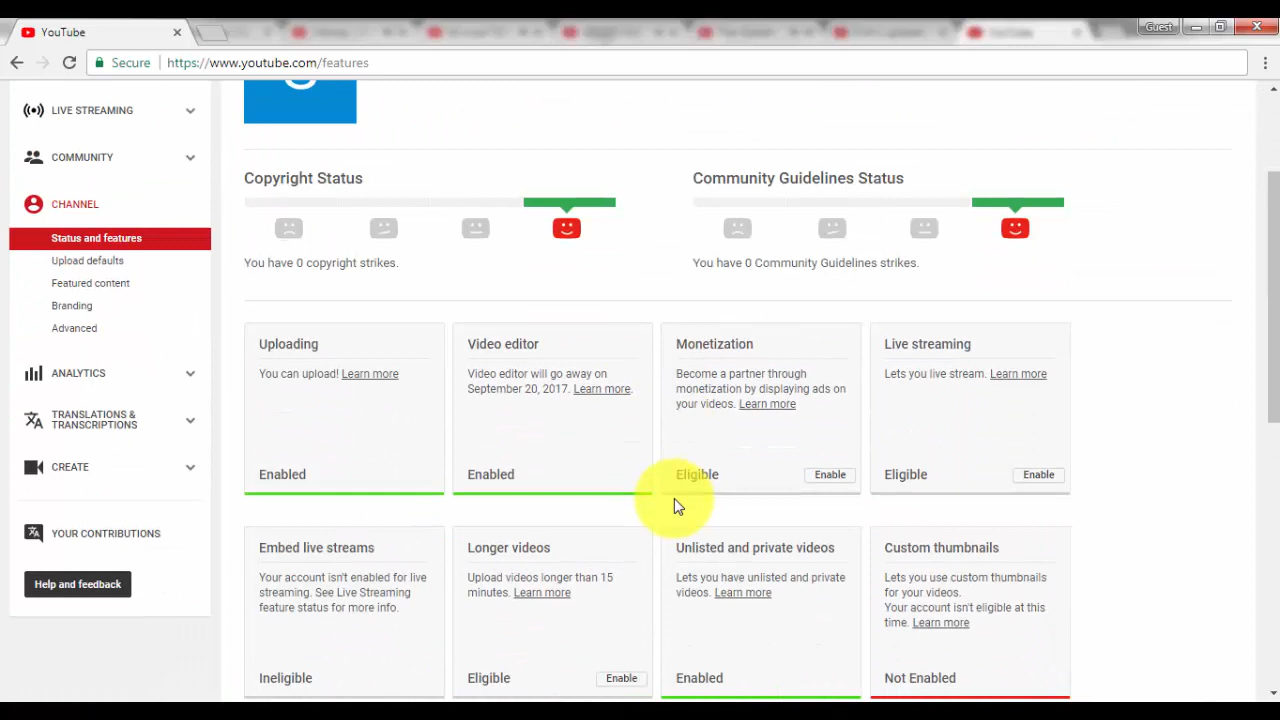 YouTube
Guest
Secure
https://www.youtube.com/features
LIVE STREAMING
COMMUNITY
CHANNEL
Status and features
Upload defaults
Featured content
Branding
Advanced
ANALYTICS
TRANSLATIONS &
TRANSCRIPTIONS
CREATE
YOUR CONTRIBUTIONS
Help and feedback
Copyright Status
You have 0 copyright strikes.
Community Guidelines Status
You have 0 Community Guidelines strikes.
Uploading
You can upload! Learn more
Enabled
Video editor
Video editor will go away on
September 20, 2017. Learn more.
Enabled
Monetization
Become a partner through
monetization by displaying ads on
your videos. Learn more
Eligible
Enable
Live streaming
Lets you live stream. Learn more
Eligible
Enable
Embed live streams
Your account isn't enabled for live
streaming. See Live Streaming
feature status for more info.
Ineligible
Longer videos
Upload videos longer than 15
minutes. Learn more
Eligible
Enable
Unlisted and private videos
Lets you have unlisted and private
videos. Learn more
Enabled
Custom thumbnails
Lets you use custom thumbnails
for your videos.
Your account isn't eligible at this
time. Learn more
Not Enabled